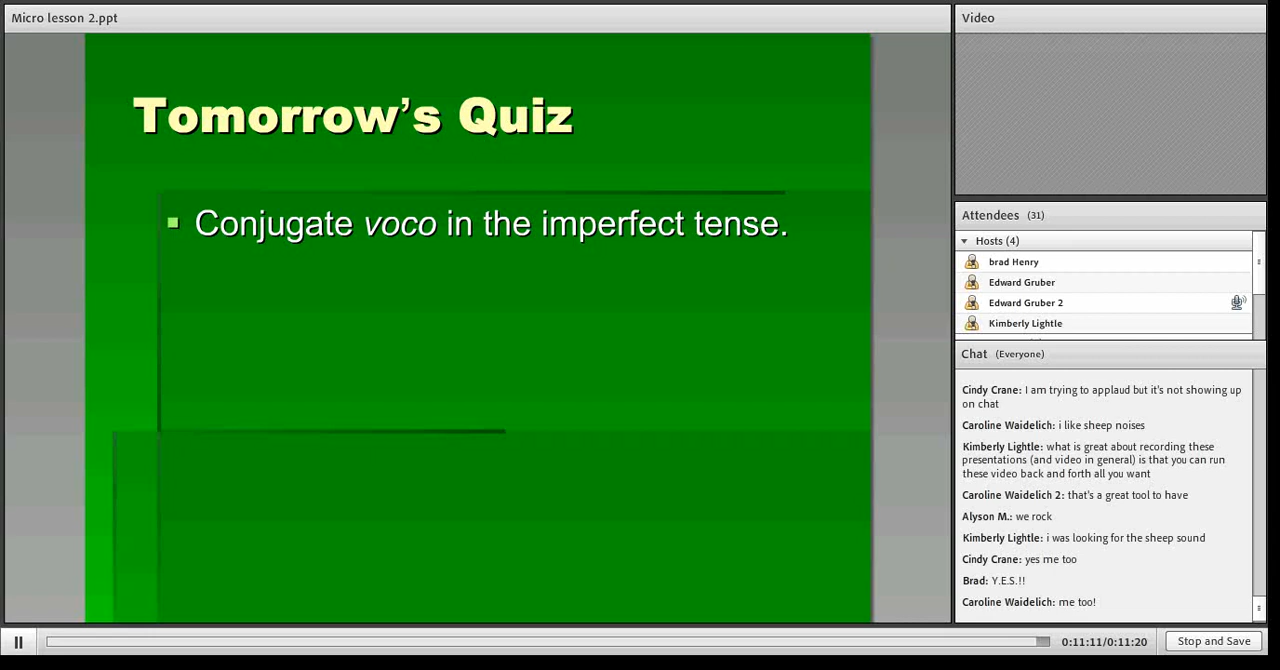 Micro lesson 2.ppt
Tomorrow's Quiz
Conjugate voco in the imperfect tense.
Video
Attendees (31)
Hosts (4)
brad Henry
Edward Gruber
Edward Gruber 2
Kimberly Lightle
Chat (Everyone)
Cindy Crane: I am trying to applaud but it's not showing up
on chat
Caroline Waidelich: i like sheep noises
Kimberly Lightle: what is great about recording these
presentations (and video in general) is that you can run
these video back and forth all you want
Caroline Waidelich 2: that's a great tool to have
Alyson M.: we rock
Kimberly Lightle: i was looking for the sheep sound
Cindy Crane: yes me too
Brad: Y.E.S.!!
Caroline Waidelich: me too!
0:11:11/0:11:20
Stop and Save